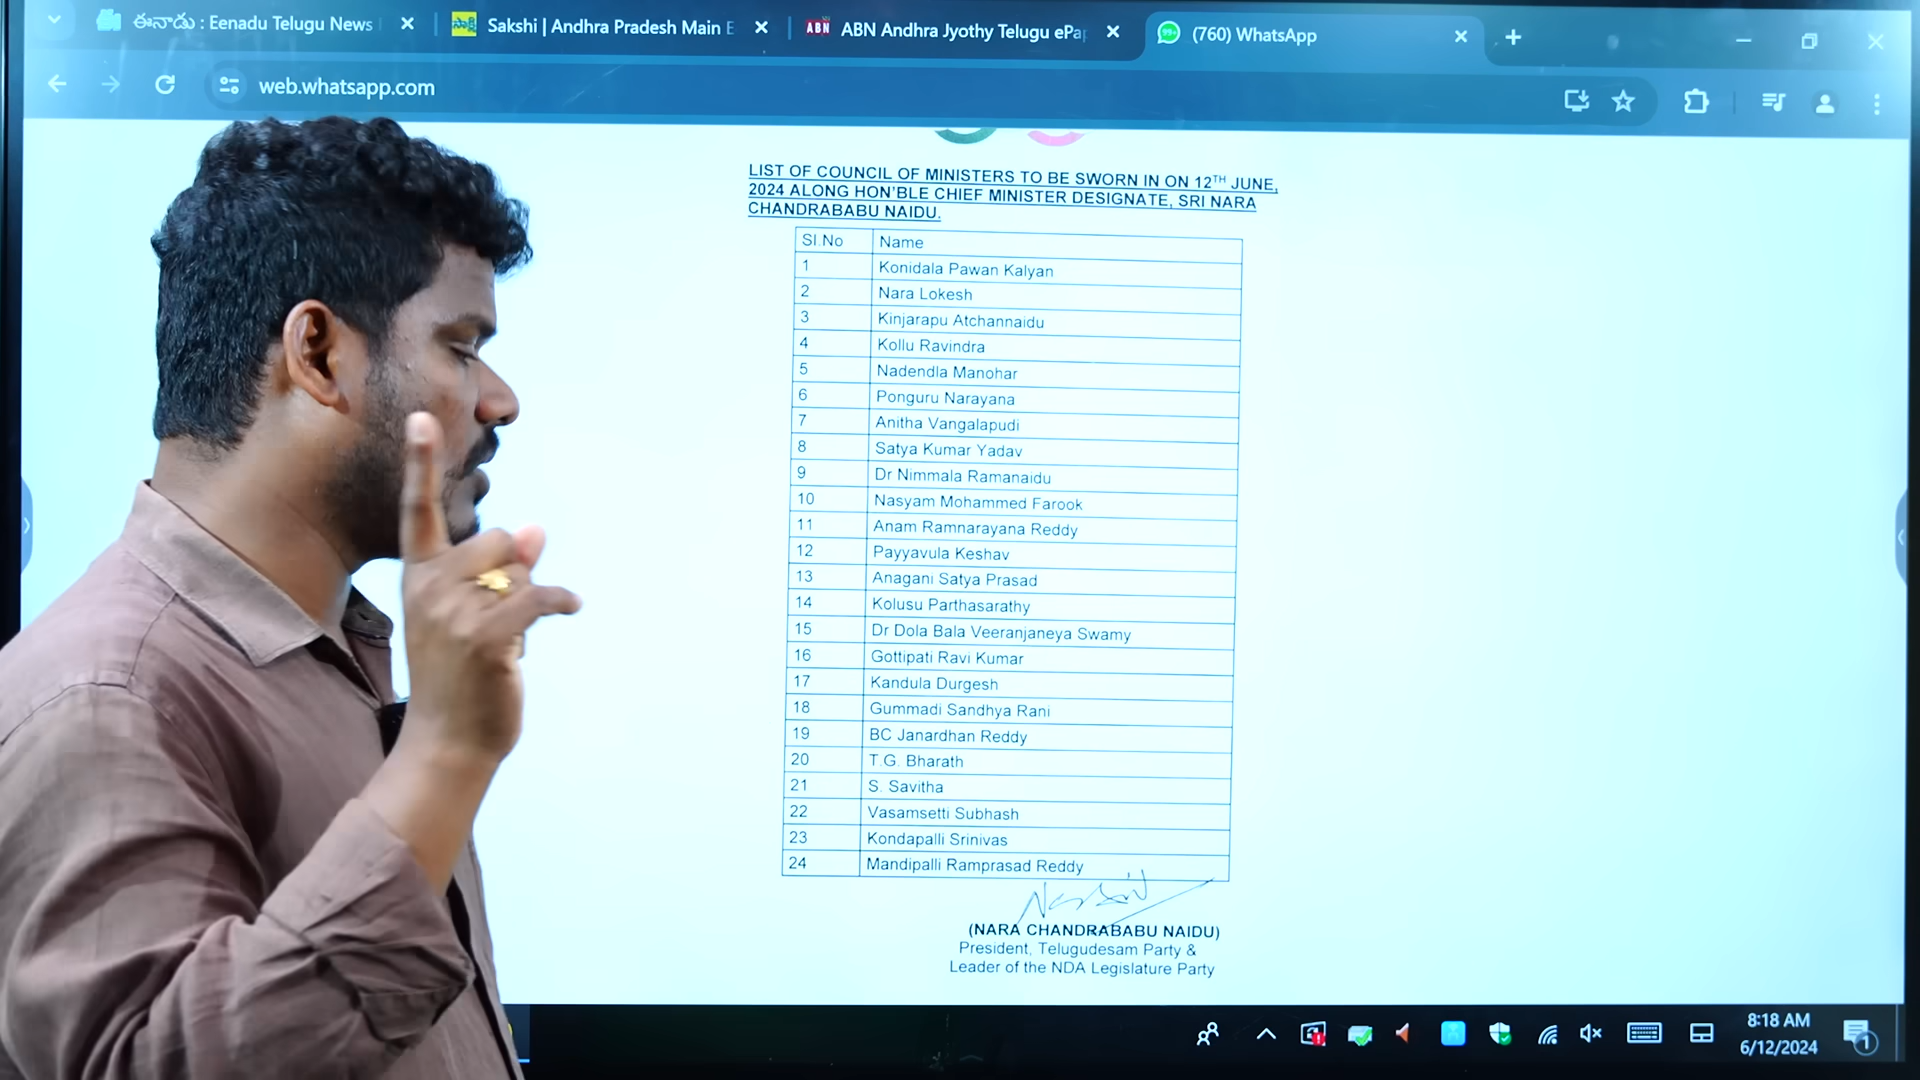 ఈనాడు : Eenadu Telugu News
Sakshi | Andhra Pradesh Main E
ABN
ABN Andhra Jyothy Telugu ePap
99+
(760) WhatsApp
web.whatsapp.com
LIST OF COUNCIL OF MINISTERS TO BE SWORN IN ON 12TH JUNE,
2024 ALONG HON'BLE CHIEF MINISTER DESIGNATE, SRI NARA
CHANDRABABU NAIDU.
Sl.No Name
1 Konidala Pawan Kalyan
2 Nara Lokesh
3 Kinjarapu Atchannaidu
4 Kollu Ravindra
5 Nadendla Manohar
6 Ponguru Narayana
7 Anitha Vangalapudi
8 Satya Kumar Yadav
9 Dr Nimmala Ramanaidu
10 Nasyam Mohammed Farook
11 Anam Ramnarayana Reddy
12 Payyavula Keshav
13 Anagani Satya Prasad
14 Kolusu Parthasarathy
15 Dr Dola Bala Veeranjaneya Swamy
16 Gottipati Ravi Kumar
17 Kandula Durgesh
18 Gummadi Sandhya Rani
19 BC Janardhan Reddy
20 T.G. Bharath
21 S. Savitha
22 Vasamsetti Subhash
23 Kondapalli Srinivas
24 Mandipalli Ramprasad Reddy
(NARA CHANDRABABU NAIDU)
President, Telugudesam Party &
Leader of the NDA Legislature Party
8:18 AM
6/12/2024
1